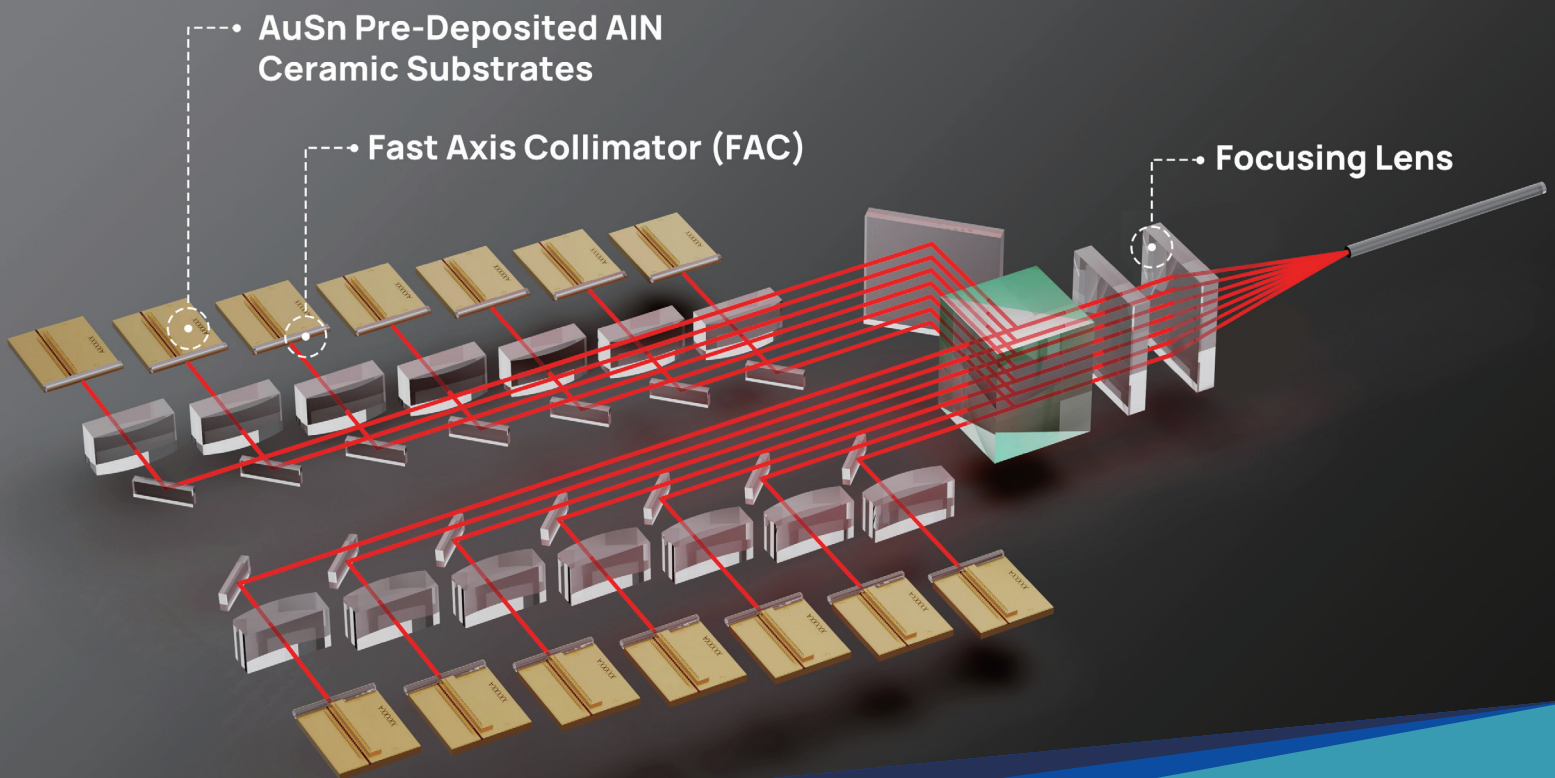 AuSn Pre-Deposited AlN
Ceramic Substrates
Fast Axis Collimator (FAC)
Focusing Lens